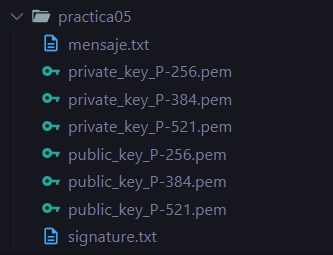 practica05
mensaje.txt
private_key_P-256.pem
private_key_P-384.pem
private_key_P-521.pem
public_key_P-256.pem
public_key_P-384.pem
public_key_P-521.pem
signature.txt